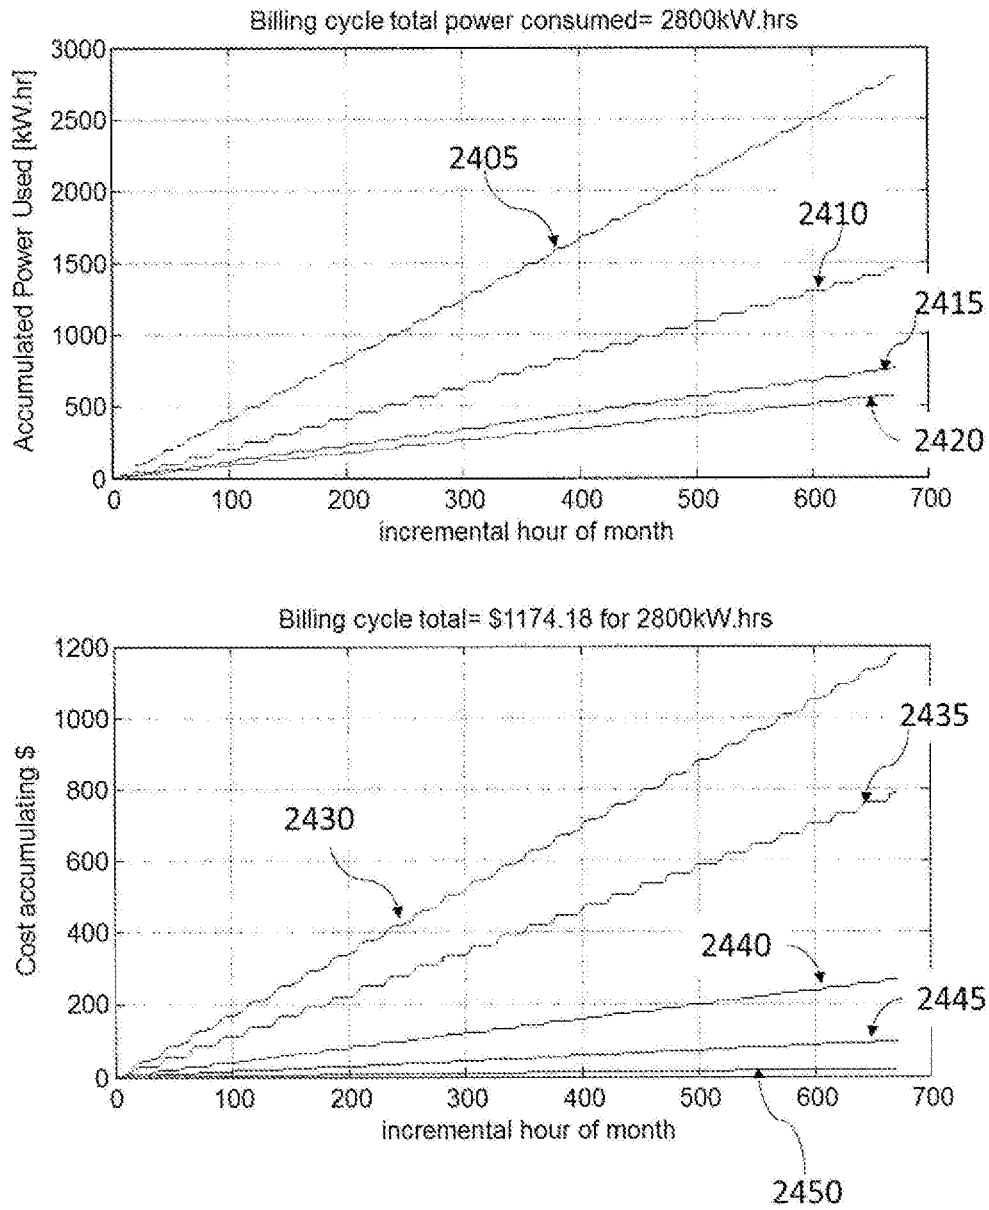 Billing cycle total power consumed= 2800kW.hrs
Accumulated Power Used [kW.hr]
3000
2500
2000
1500
1000
500
0
2405
2410
2415
2420
0 100 200 300 400 500 600 700
incremental hour of month
Billing cycle total= $1174.18 for 2800kW.hrs
Cost accumulating $
1200
1000
800
600
400
200
0
2430
2435
2440
2445
0 100 200 300 400 500 600 700
incremental hour of month
2450